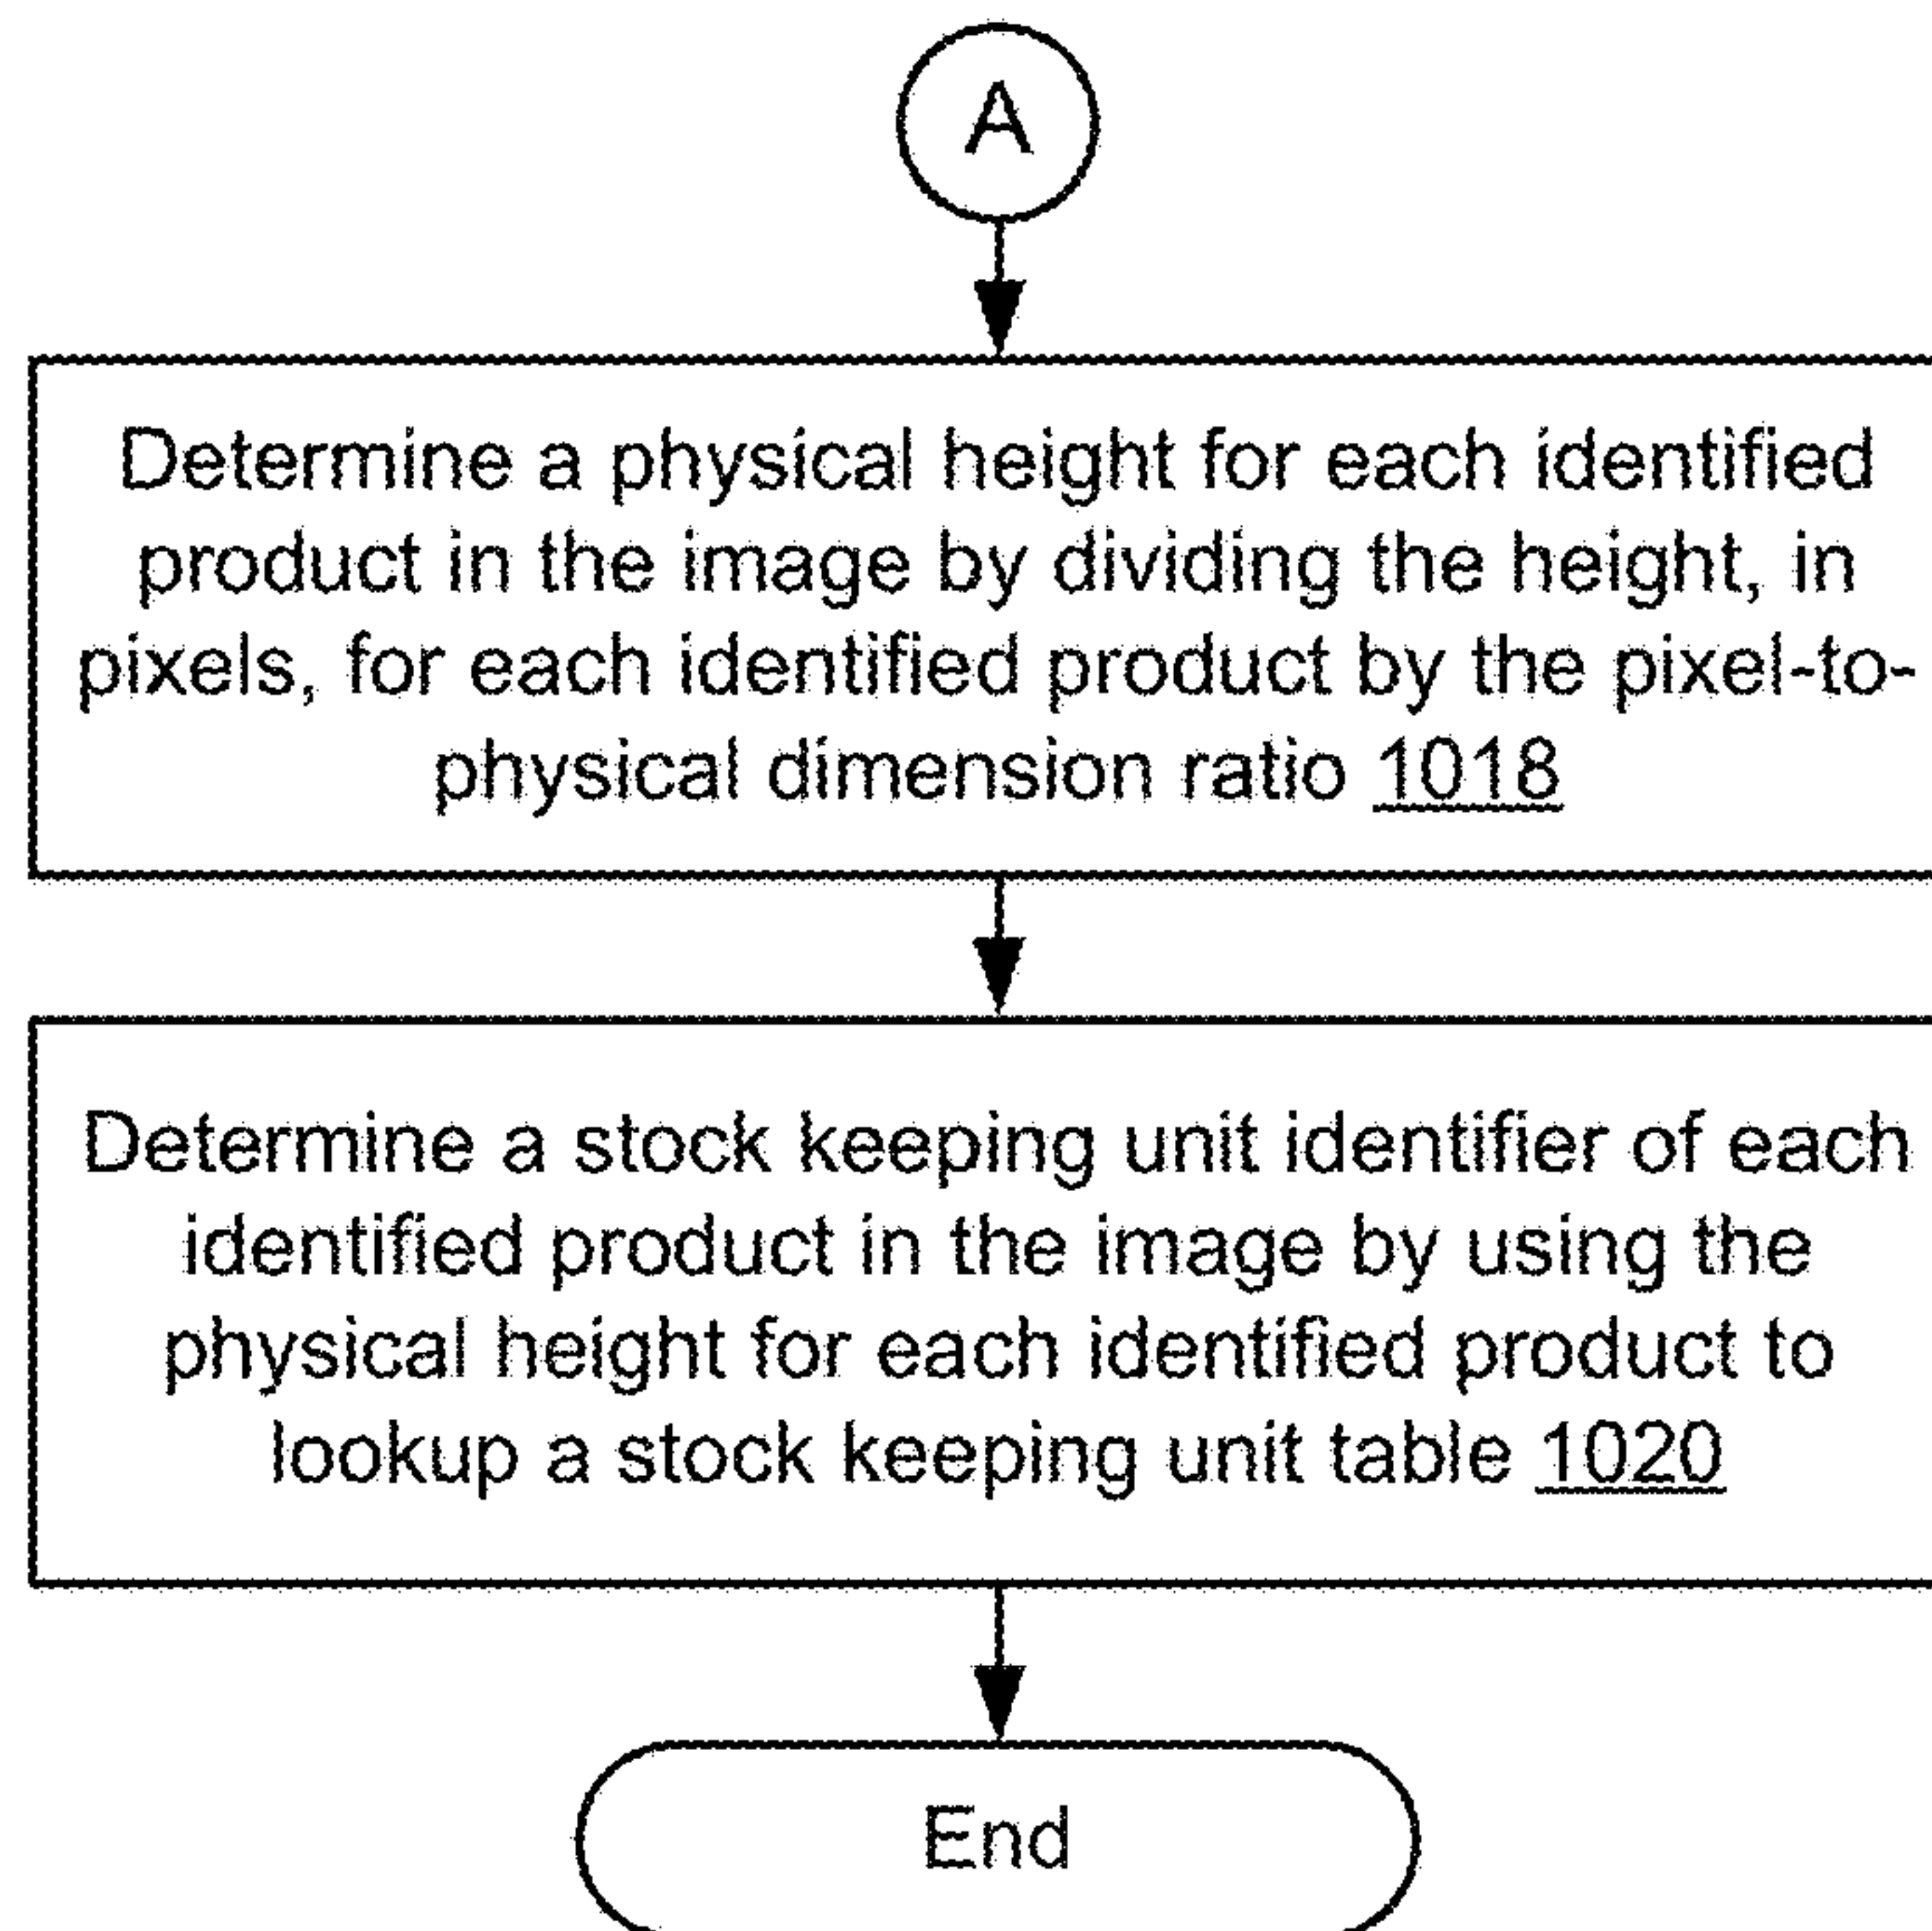 A
Determine a physical height for each identified
product in the image by dividing the height, in
pixels, for each identified product by the pixel-to-
physical dimension ratio 1018
Determine a stock keeping unit identifier of each
identified product in the image by using the
physical height for each identified product to
lookup a stock keeping unit table 1020
End